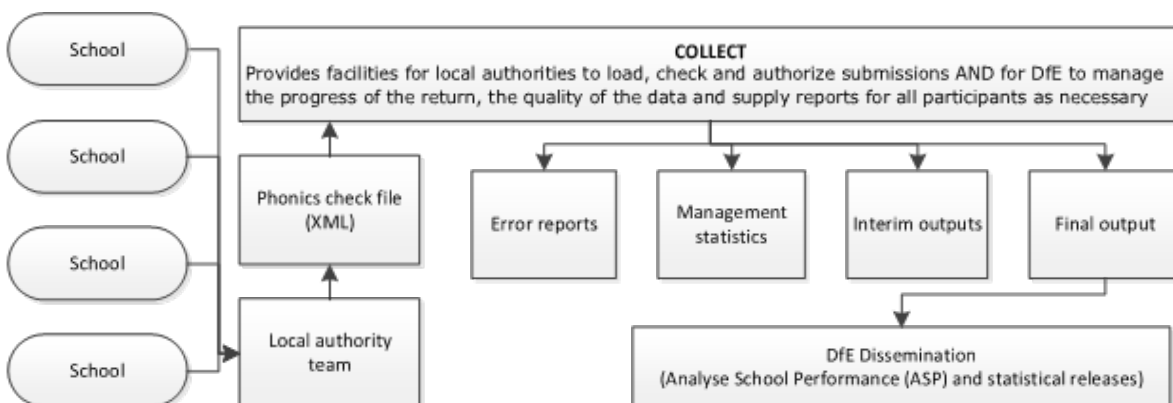 School
School
School
School
COLLECT
Provides facilities for local authorities to load, check and authorize submissions AND for DfE to manage
the progress of the return, the quality of the data and supply reports for all participants as necessary
Phonics check file
(XML)
Local authority
team
Error reports
Management
statistics
Interim outputs
Final output
DfE Dissemination
(Analyse School Performance (ASP) and statistical releases)